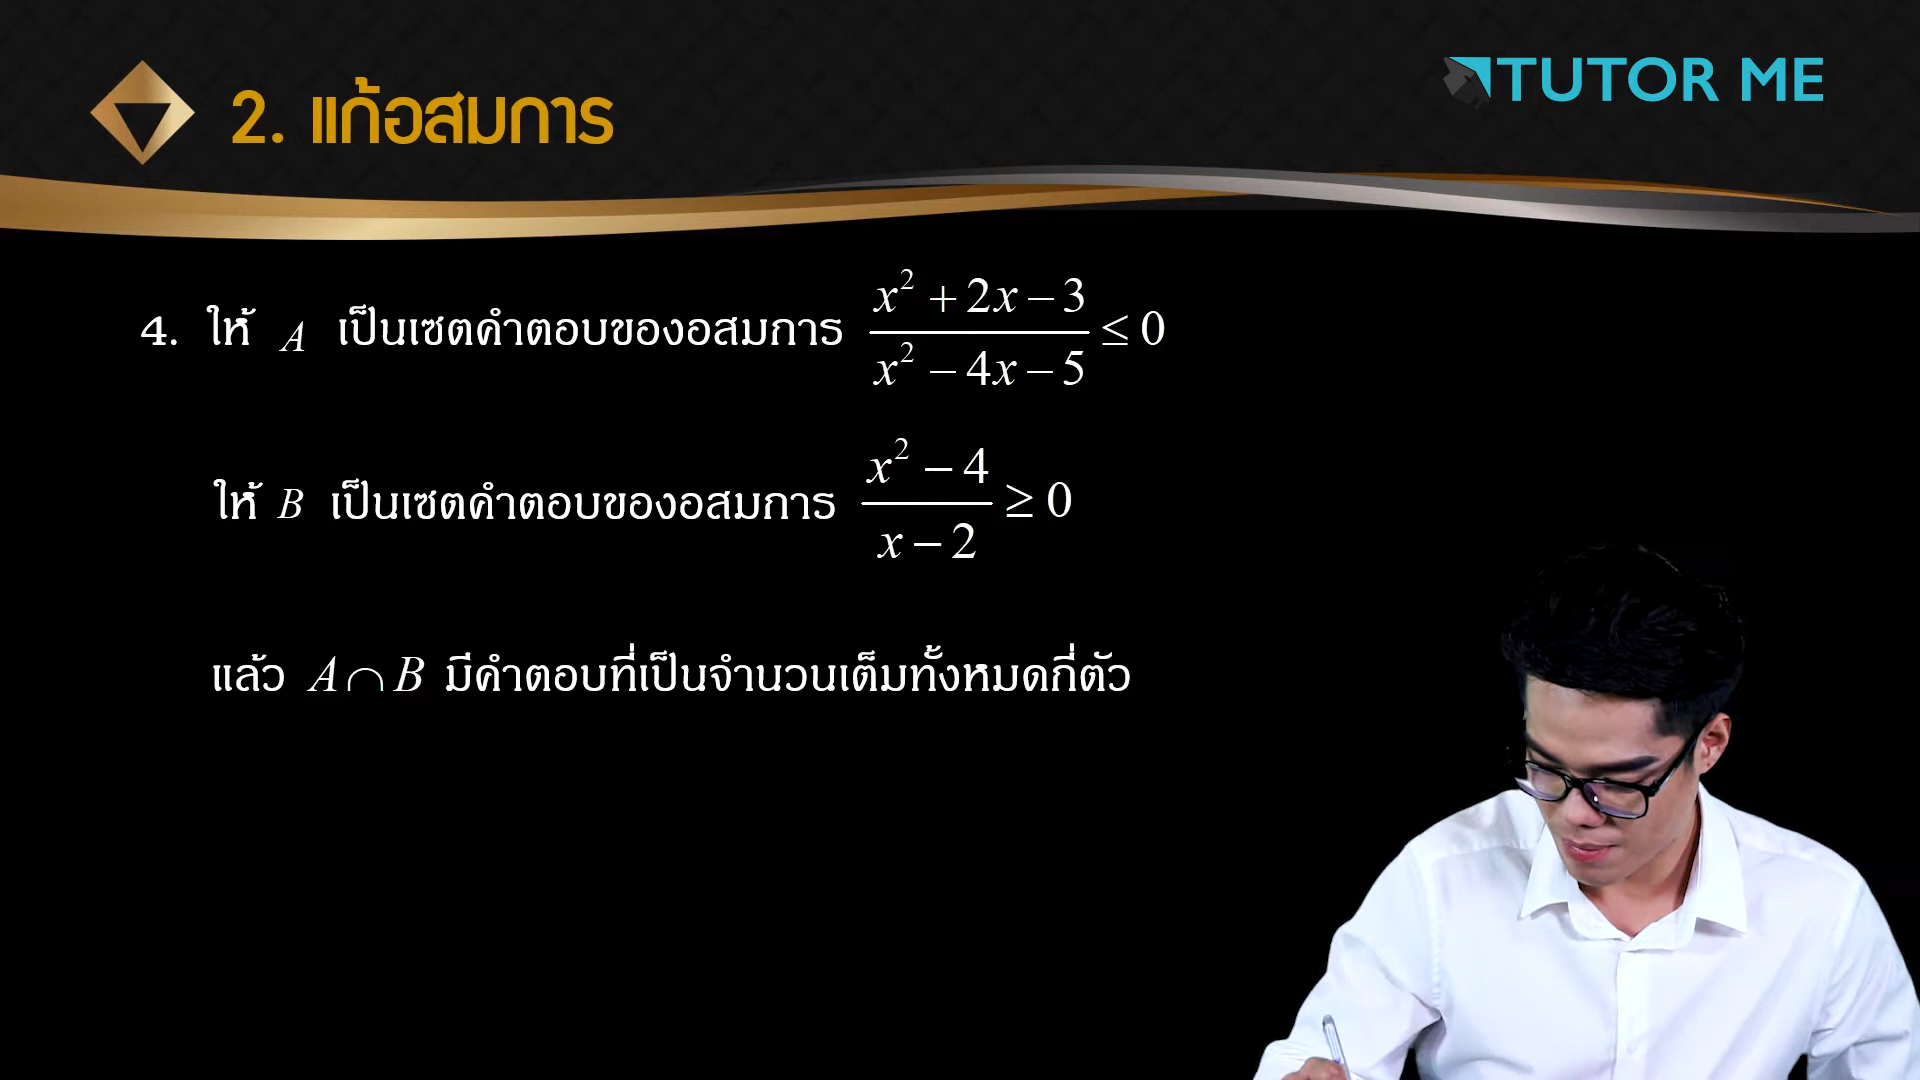 2. แก้อสมการ
TUTOR ME
4. ให้ A เป็นเซตคำตอบของอสมการ (x² + 2x − 3)/(x² − 4x − 5) ≤ 0
ให้ B เป็นเซตคำตอบของอสมการ (x² − 4)/(x − 2) ≥ 0
แล้ว A ∩ B มีคำตอบที่เป็นจำนวนเต็มทั้งหมดกี่ตัว